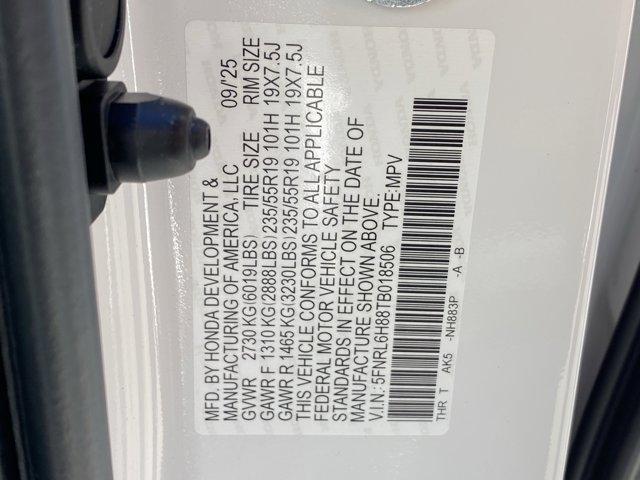 MFD. BY HONDA DEVELOPMENT &
MANUFACTURING OF AMERICA, LLC 09/'25
GVWR 2730 KG(6019LBS) TIRE SIZE RIM SIZE
GAWR F 1310 KG(2888LBS)235/55R19 101H 19X7.5J
GAWR R 1465 KG(3230LBS)235/55R19 101H 19X7.5J
THIS VEHICLE CONFORMS TO ALL APPLICABLE
FEDERAL MOTOR VEHICLE SAFETY
STANDARDS IN EFFECT ON THE DATE OF
MANUFACTURE SHOWN ABOVE.
V.I.N.: 5FNRL6H88TB018506 TYPE:MPV
THR T AK5 -NH883P -A -B